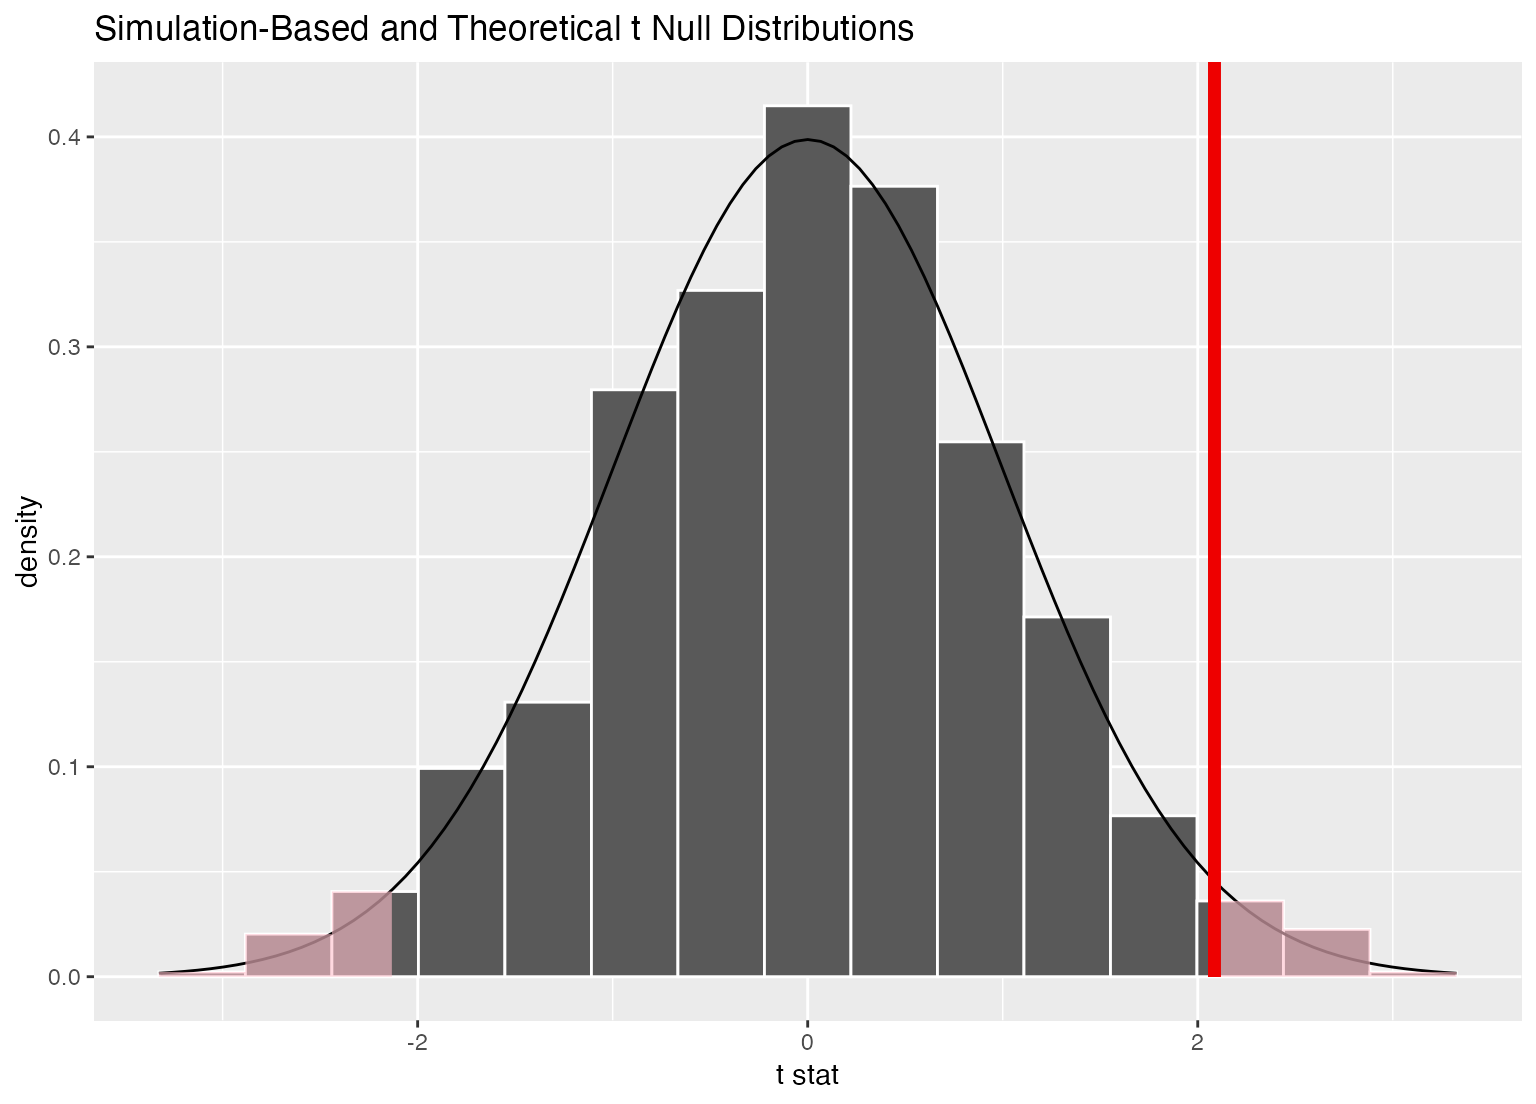 Simulation-Based and Theoretical t Null Distributions
0.4
0.3
0.2
0.1
0.0
density
-2 0 2
t stat